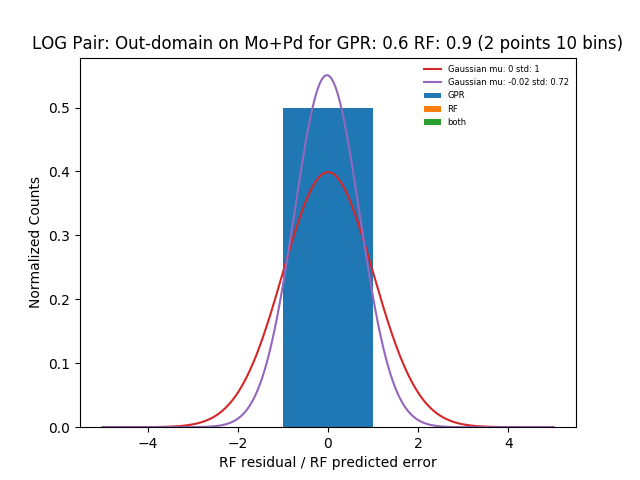 LOG Pair: Out-domain on Mo+Pd for GPR: 0.6 RF: 0.9 (2 points 10 bins)
Gaussian mu: 0 std: 1
Gaussian mu: -0.02 std: 0.72
GPR
RF
both
Normalized Counts
0.5
0.4
0.3
0.2
0.1
0.0
−4 −2 0 2 4
RF residual / RF predicted error